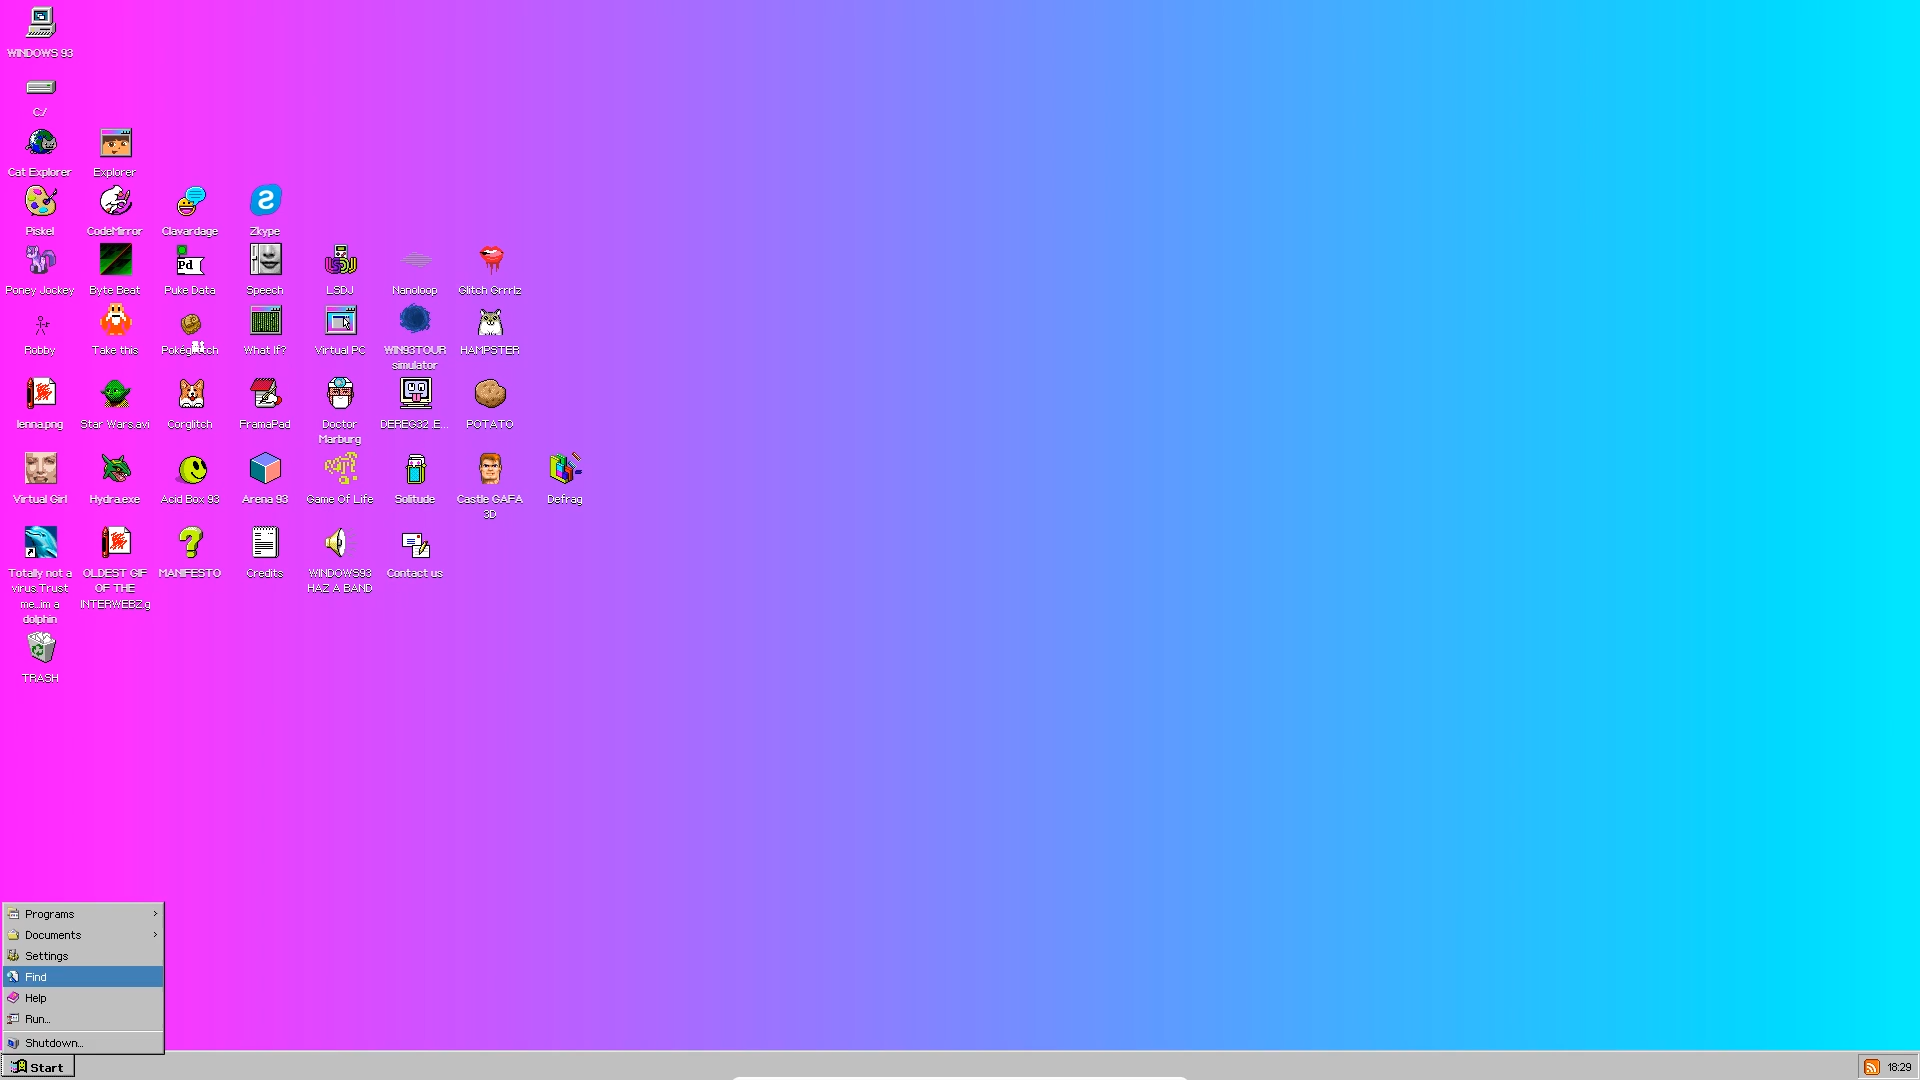 WINDOWS 93
C:/
Cat Explorer
Explorer
Piskel
CodeMirror
Clavardage
Zkype
Poney Jockey
Byte Beat
Puke Data
Speech
LSDJ
Nanoloop
Glitch Grrrlz
Robby
Take this
What If?
Virtual PC
WIN93TOUR
simulator
HAMPSTER
lenna.png
Star Wars.avi
Corglitch
FramaPad
Doctor
Marburg
DEREG32.E...
POTATO
Virtual Girl
Hydra.exe
Acid Box 93
Arena 93
Game Of Life
Solitude
Castle GAFA
3D
Defrag
Totally not a
virus.Trust
me...im a
dolphin
OLDEST GIF
OF THE
INTERWEBZ.g
MANIFESTO
Credits
WINDOWS93
HAZ A BAND
Contact us
TRASH
Programs
Documents
Settings
Find
Help
Run...
Shutdown...
Start
18:29